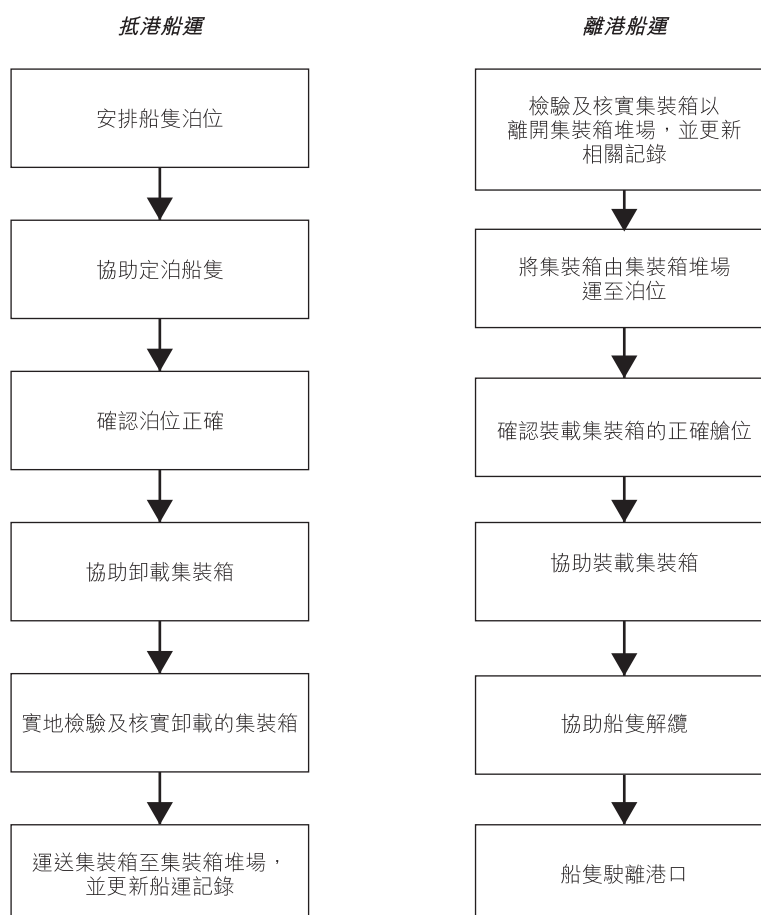 抵港船運
安排船隻泊位
協助定泊船隻
確認泊位正確
協助卸載集裝箱
實地檢驗及核實卸載的集裝箱
運送集裝箱至集裝箱堆場，
並更新船運記錄
離港船運
檢驗及核實集裝箱以
離開集裝箱堆場，並更新
相關記錄
將集裝箱由集裝箱堆場
運至泊位
確認裝載集裝箱的正確艙位
協助裝載集裝箱
協助船隻解纜
船隻駛離港口